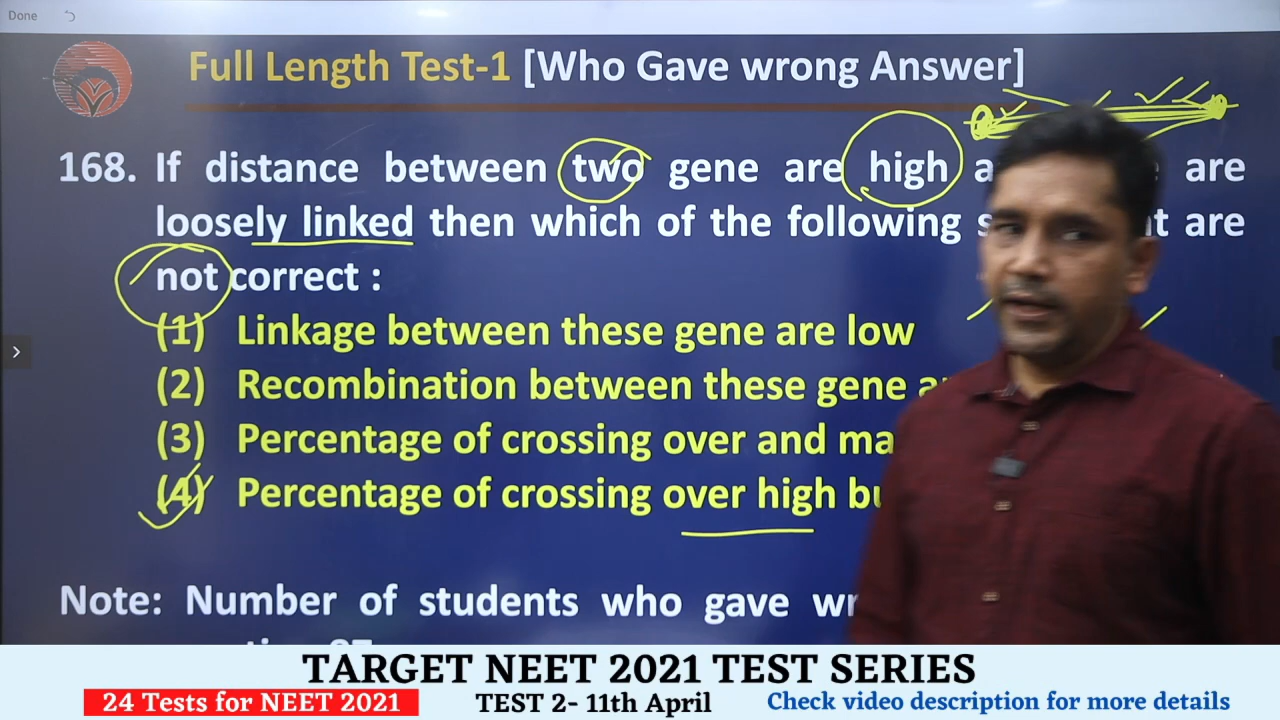 Done
Full Length Test-1 [Who Gave wrong Answer]
168. If distance between two gene are high are
loosely linked then which of the following are
not correct :
(1) Linkage between these gene are low
(2) Recombination between these gene
(3) Percentage of crossing over and
(4) Percentage of crossing over high
Note: Number of students who gave
TARGET NEET 2021 TEST SERIES
24 Tests for NEET 2021
TEST 2- 11th April
Check video description for more details